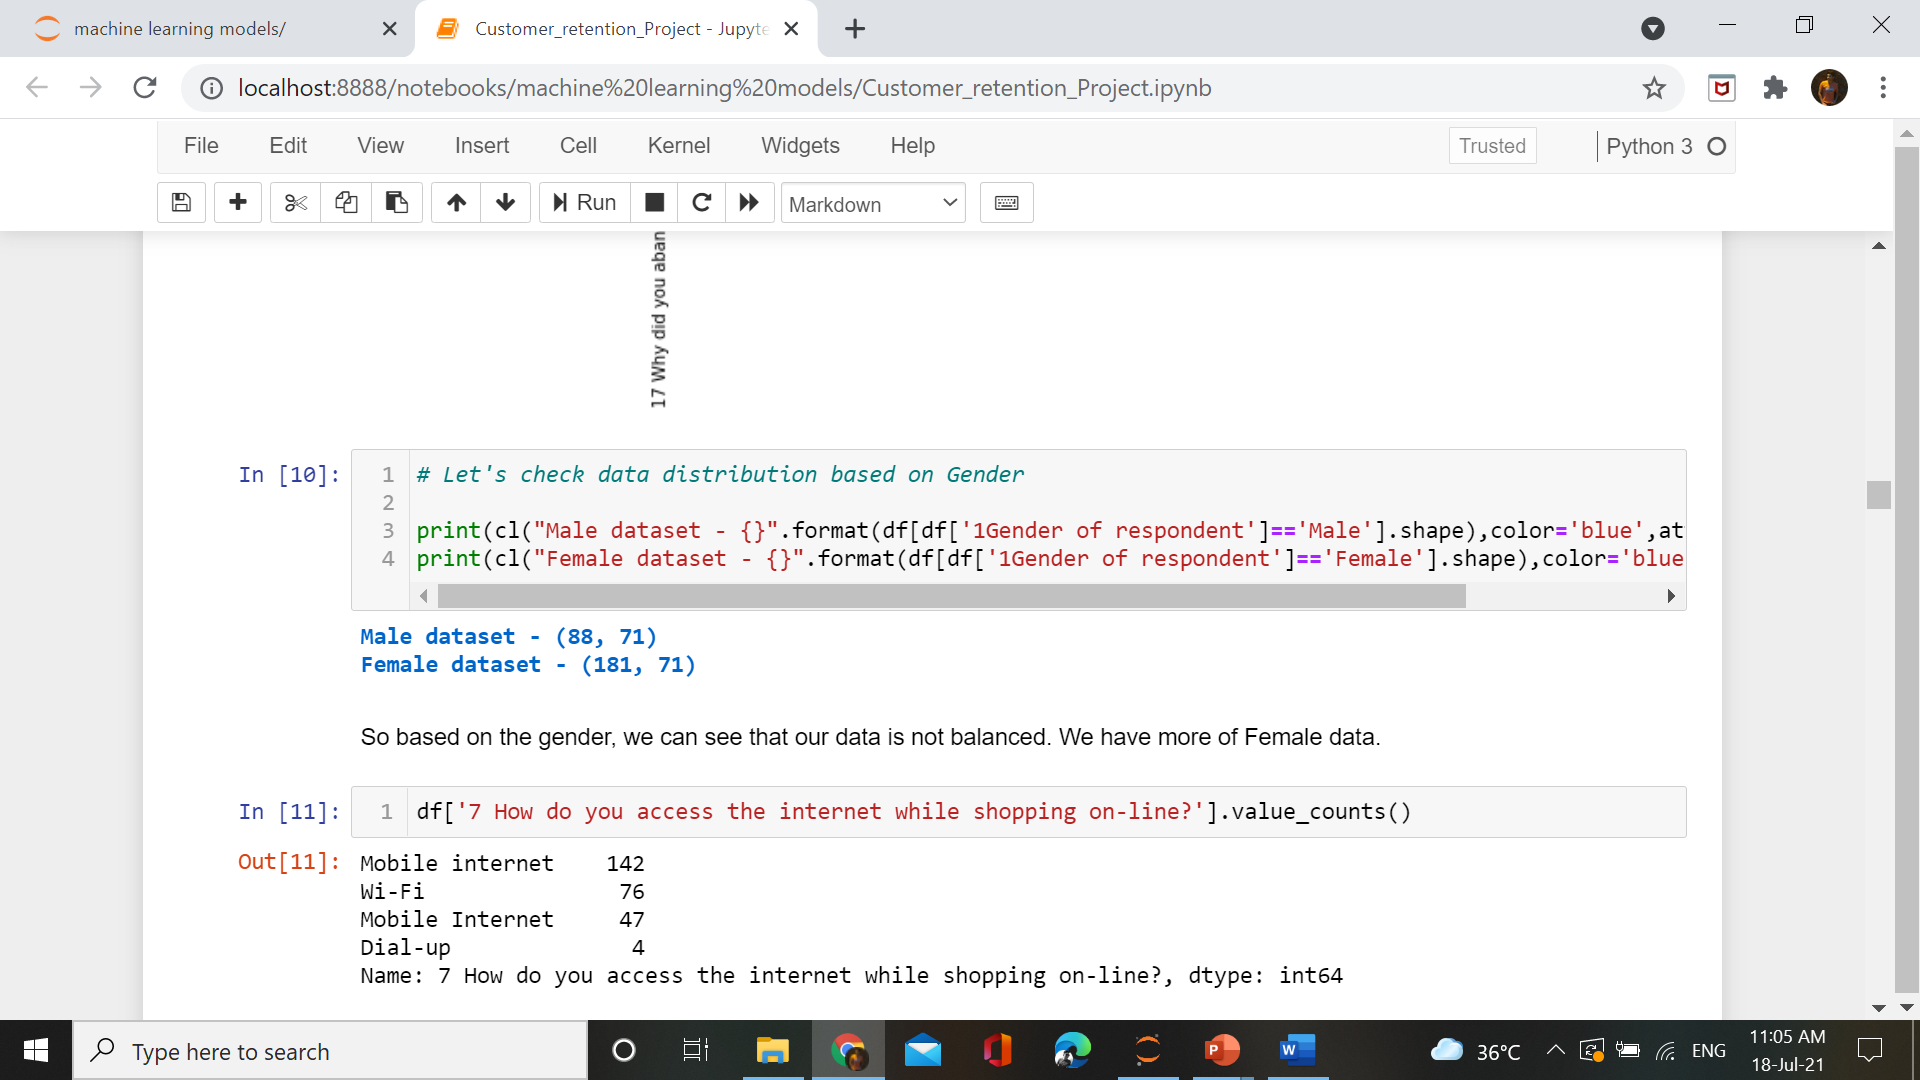 machine learning models/
Customer_retention_Project - Jupyte
localhost:8888/notebooks/machine%20learning%20models/Customer_retention_Project.ipynb
File Edit View Insert Cell Kernel Widgets Help Trusted Python 3
Run Markdown
17 Why did you aban
In [10]:
1 # Let's check data distribution based on Gender
2
3 print(cl("Male dataset - {}".format(df[df['1Gender of respondent']=='Male'].shape),color='blue',at
4 print(cl("Female dataset - {}".format(df[df['1Gender of respondent']=='Female'].shape),color='blue
Male dataset - (88, 71)
Female dataset - (181, 71)
So based on the gender, we can see that our data is not balanced. We have more of Female data.
In [11]:
1 df['7 How do you access the internet while shopping on-line?'].value_counts()
Out[11]:
Mobile internet 142
Wi-Fi 76
Mobile Internet 47
Dial-up 4
Name: 7 How do you access the internet while shopping on-line?, dtype: int64
Type here to search
P
W
36°C
ENG
11:05 AM
18-Jul-21